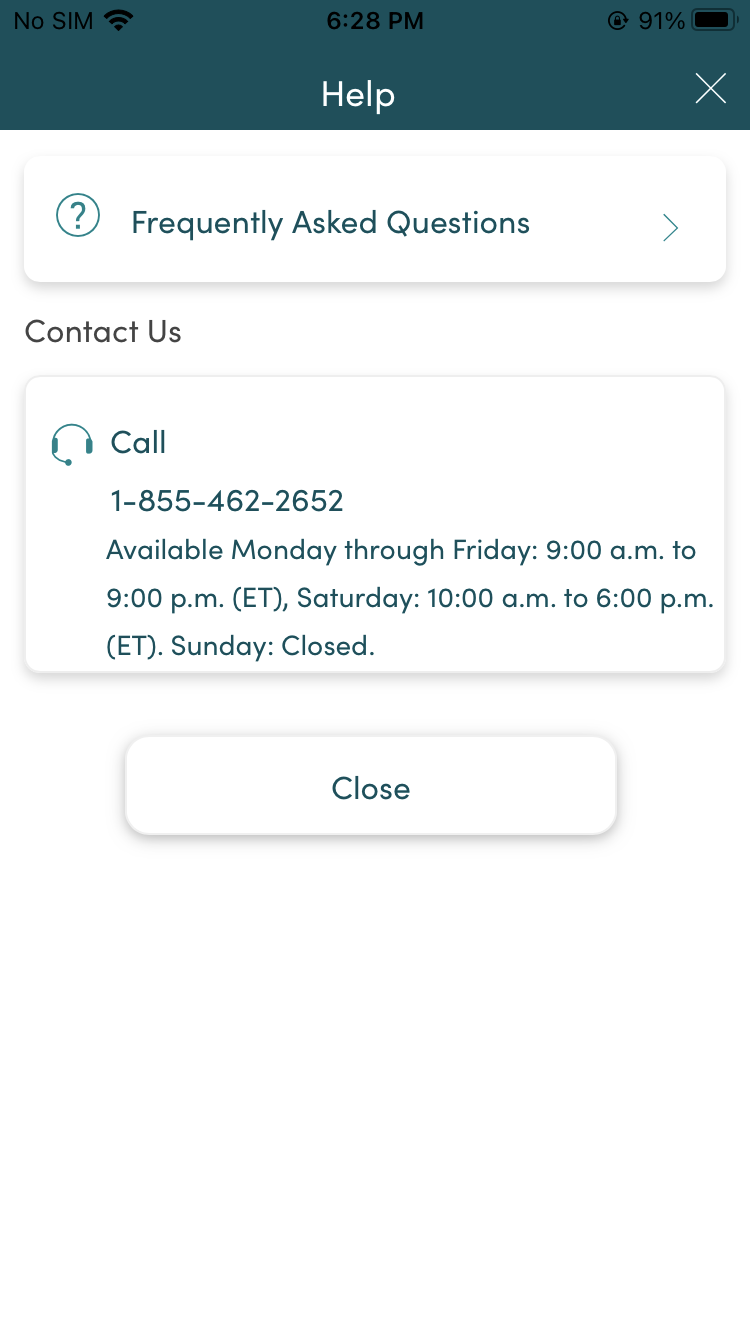 No SIM 6:28 PM 91%
Help
?
Frequently Asked Questions
Contact Us
Call
1-855-462-2652
Available Monday through Friday: 9:00 a.m. to
9:00 p.m. (ET), Saturday: 10:00 a.m. to 6:00 p.m.
(ET). Sunday: Closed.
Close